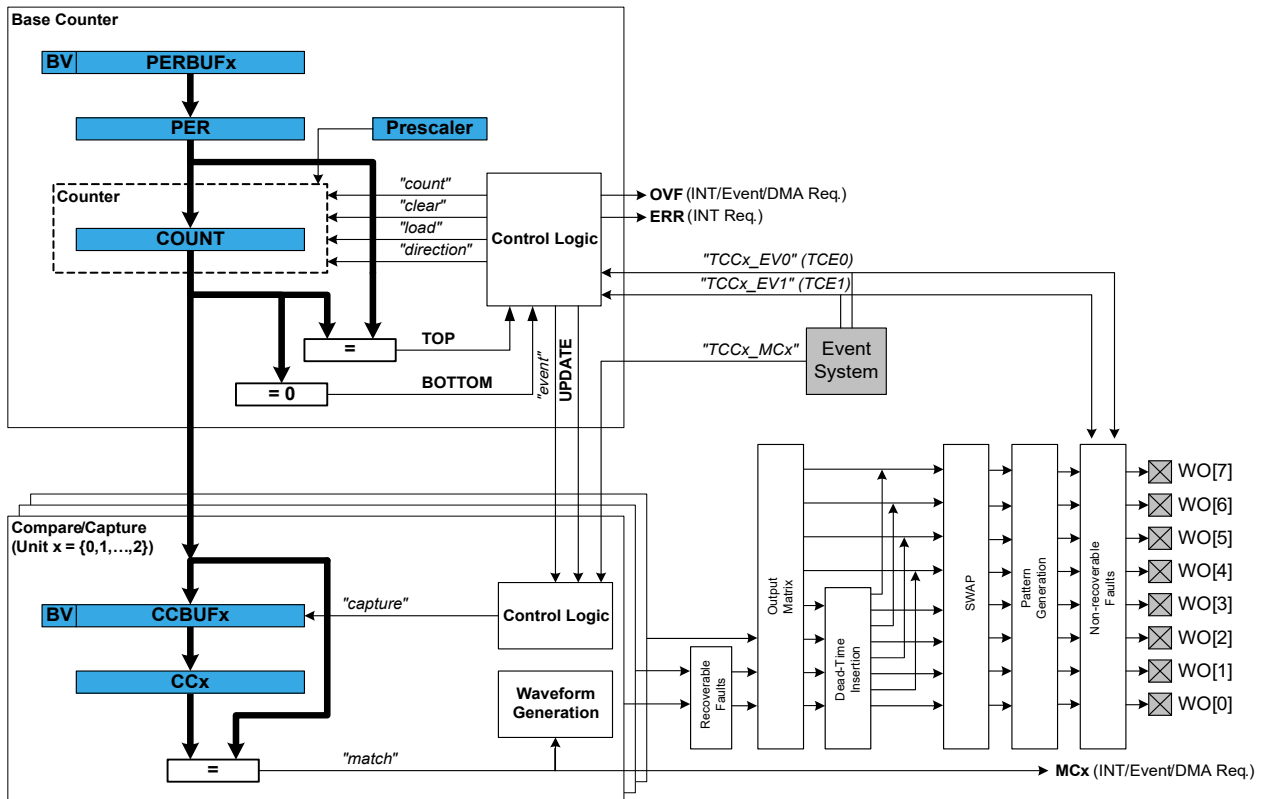 Base Counter
BV
PERBUFx
PER
Prescaler
Counter
COUNT
"count"
"clear"
"load"
"direction"
Control Logic
OVF (INT/Event/DMA Req.)
ERR (INT Req.)
"TCCx_EV0" (TCE0)
"TCCx_EV1" (TCE1)
"TCCx_MCx"
Event
System
=
TOP
= 0
BOTTOM
"event"
UPDATE
Compare/Capture
(Unit x = {0,1,…,2})
BV
CCBUFx
"capture"
Control Logic
CCx
Waveform
Generation
=
"match"
Recoverable
Faults
Output
Matrix
Dead-Time
Insertion
SWAP
Pattern
Generation
Non-recoverable
Faults
WO[7]
WO[6]
WO[5]
WO[4]
WO[3]
WO[2]
WO[1]
WO[0]
MCx (INT/Event/DMA Req.)